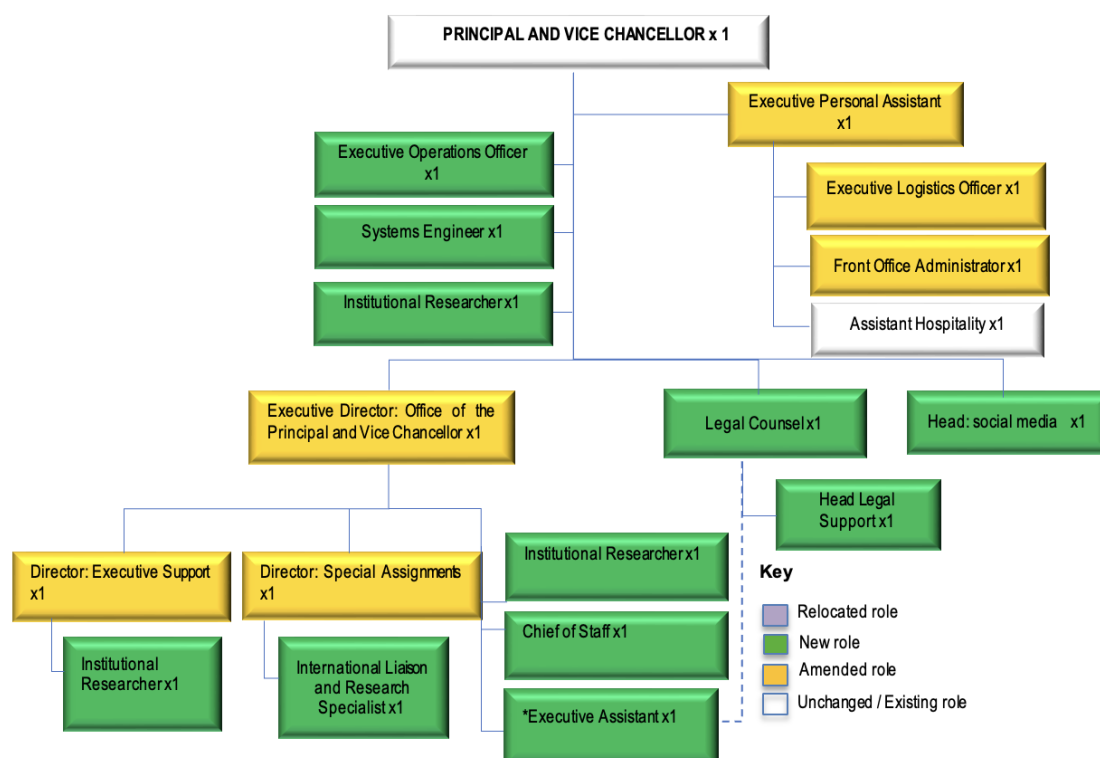 PRINCIPAL AND VICE CHANCELLOR x 1
Executive Personal Assistant
x1
Executive Operations Officer
x1
Executive Logistics Officer x1
Systems Engineer x1
Front Office Administrator x1
Institutional Researcher x1
Assistant Hospitality x1
Executive Director: Office of the
Principal and Vice Chancellor x1
Legal Counsel x1
Head: social media x1
Head Legal
Support x1
Director: Executive Support
x1
Director: Special Assignments
x1
Institutional Researcher x1
Chief of Staff x1
*Executive Assistant x1
Institutional
Researcher x1
International Liaison
and Research
Specialist x1
Key
Relocated role
New role
Amended role
Unchanged / Existing role